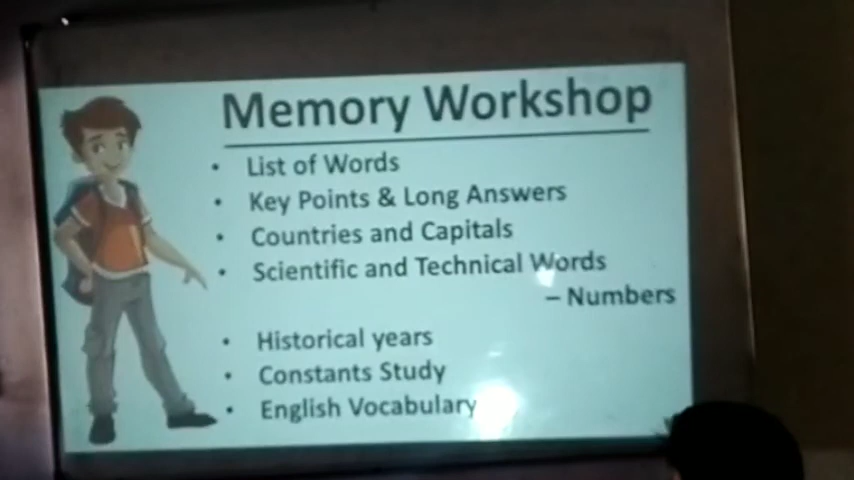 Memory Workshop
• List of Words
• Key Points & Long Answers
• Countries and Capitals
• Scientific and Technical Words
– Numbers
• Historical years
• Constants Study
• English Vocabulary